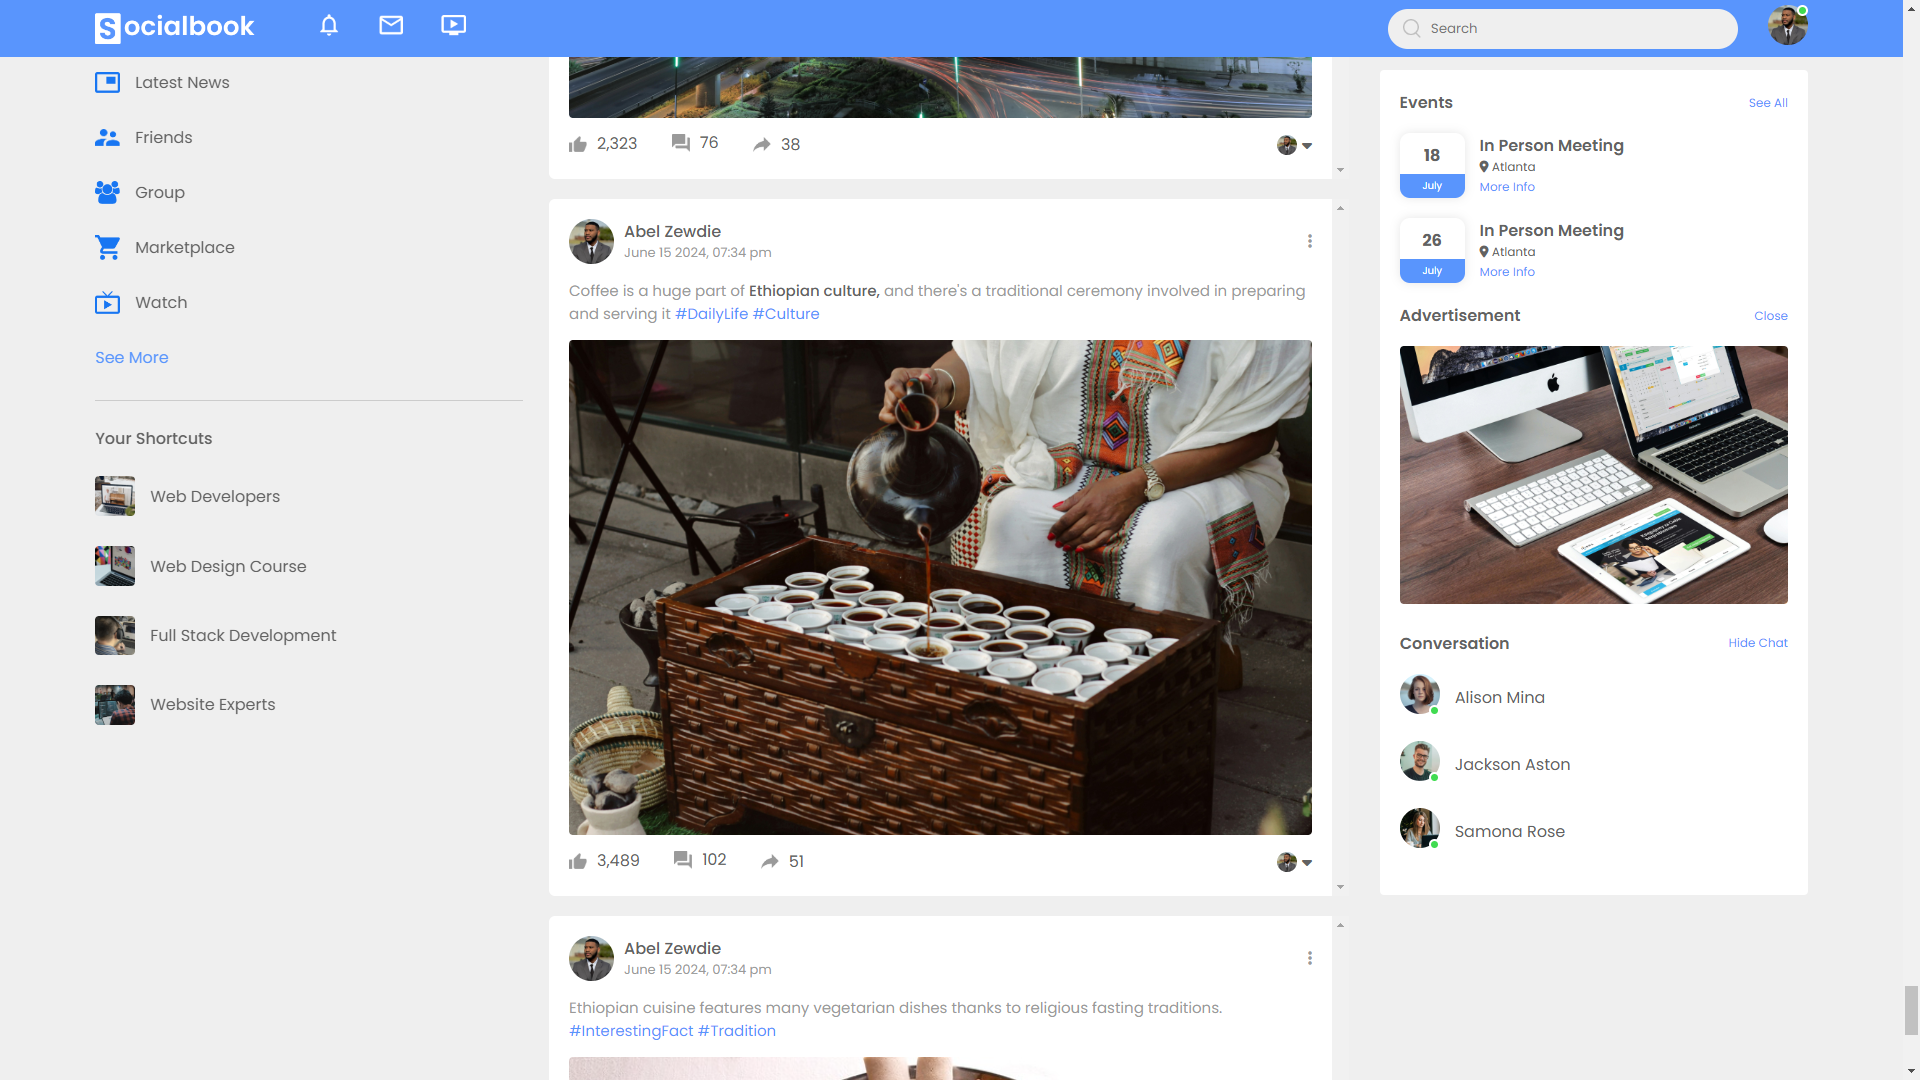 Socialbook
Search
Latest News
Friends
Group
Marketplace
Watch
See More
Your Shortcuts
Web Developers
Web Design Course
Full Stack Development
Website Experts
2,323 76 38
Abel Zewdie
June 15 2024, 07:34 pm
Coffee is a huge part of Ethiopian culture, and there's a traditional ceremony involved in preparing
and serving it #DailyLife #Culture
3,489 102 51
Abel Zewdie
June 15 2024, 07:34 pm
Ethiopian cuisine features many vegetarian dishes thanks to religious fasting traditions.
#InterestingFact #Tradition
Events See All
18
July
In Person Meeting
Atlanta
More Info
26
July
In Person Meeting
Atlanta
More Info
Advertisement Close
Conversation Hide Chat
Alison Mina
Jackson Aston
Samona Rose